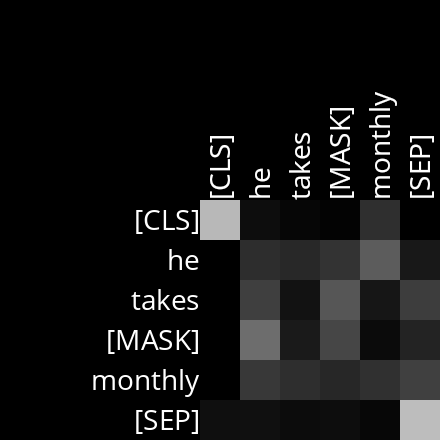 [CLS]
he
takes
[MASK]
monthly
[SEP]
[CLS]
he
takes
[MASK]
monthly
[SEP]